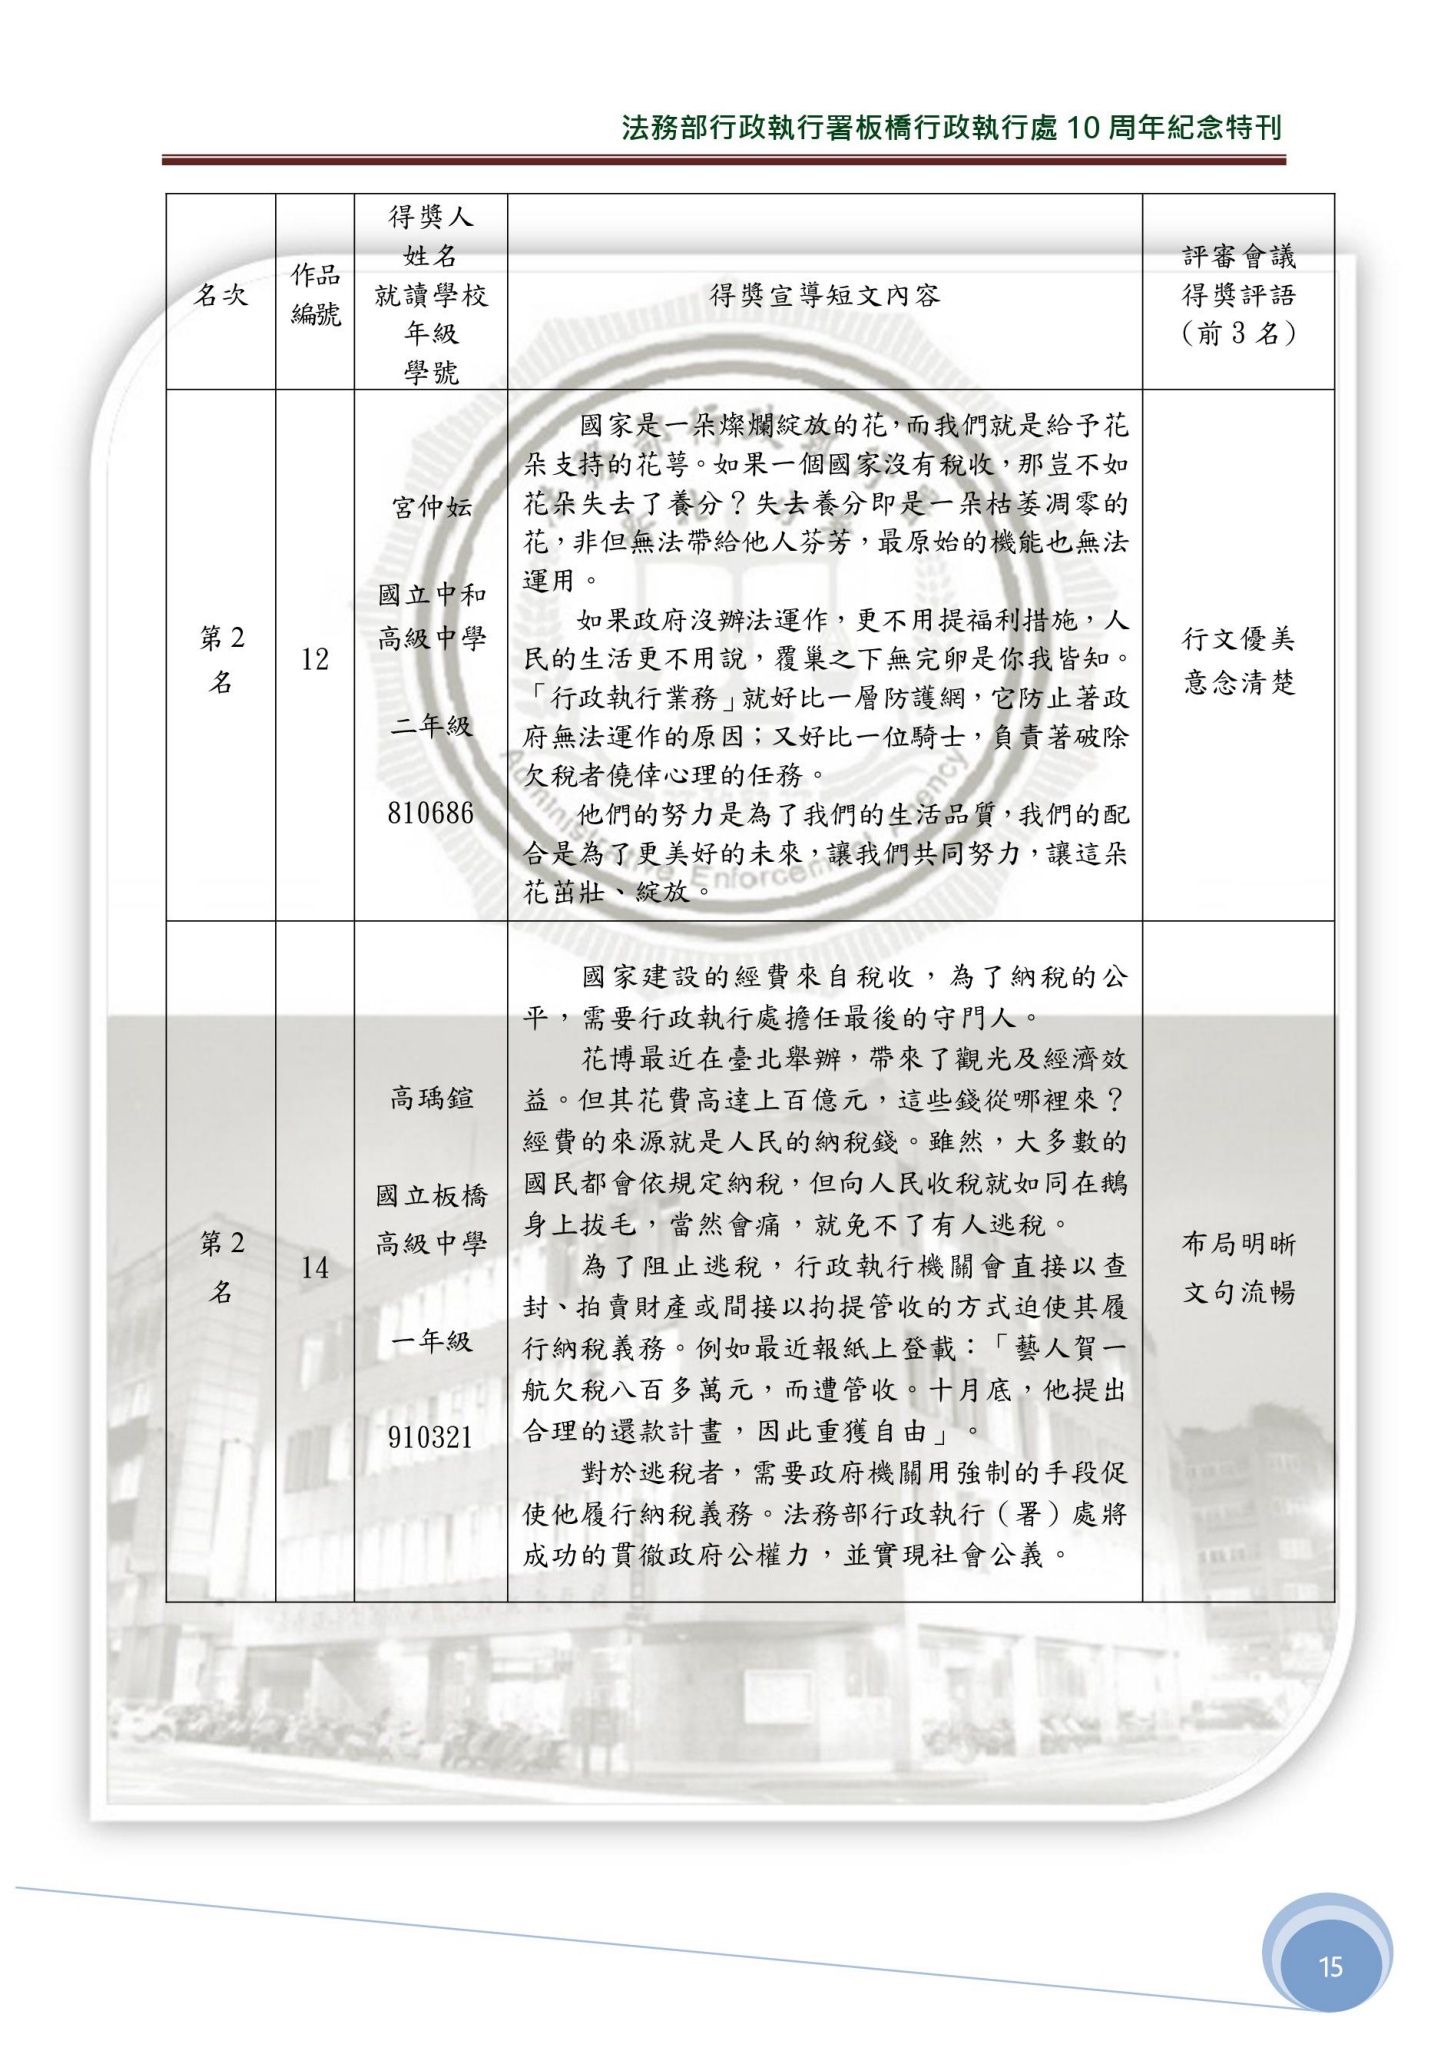 法務部行政執行署板橋行政執行處 10 周年紀念特刊
名次
作品
編號
得獎人
姓名
就讀學校
年級
學號
得獎宣導短文內容
評審會議
得獎評語
（前 3 名）
第 2
名
12
宮仲妘
國立中和
高級中學
二年級
810686
國家是一朵燦爛綻放的花，而我們就是給予花
朵支持的花萼。如果一個國家沒有稅收，那豈不如
花朵失去了養分？失去養分即是一朵枯萎凋零的
花，非但無法帶給他人芬芳，最原始的機能也無法
運用。
如果政府沒辦法運作，更不用提福利措施，人
民的生活更不用說，覆巢之下無完卵是你我皆知。
「行政執行業務」就好比一層防護網，它防止著政
府無法運作的原因；又好比一位騎士，負責著破除
欠稅者僥倖心理的任務。
他們的努力是為了我們的生活品質，我們的配
合是為了更美好的未來，讓我們共同努力，讓這朵
花茁壯、綻放。
行文優美
意念清楚
第 2
名
14
高瑀鍹
國立板橋
高級中學
一年級
910321
國家建設的經費來自稅收，為了納稅的公
平，需要行政執行處擔任最後的守門人。
花博最近在臺北舉辦，帶來了觀光及經濟效
益。但其花費高達上百億元，這些錢從哪裡來？
經費的來源就是人民的納稅錢。雖然，大多數的
國民都會依規定納稅，但向人民收稅就如同在鵝
身上拔毛，當然會痛，就免不了有人逃稅。
為了阻止逃稅，行政執行機關會直接以查
封、拍賣財產或間接以拘提管收的方式迫使其履
行納稅義務。例如最近報紙上登載：「藝人賀一
航欠稅八百多萬元，而遭管收。十月底，他提出
合理的還款計畫，因此重獲自由」。
對於逃稅者，需要政府機關用強制的手段促
使他履行納稅義務。法務部行政執行（署）處將
成功的貫徹政府公權力，並實現社會公義。
布局明晰
文句流暢
Administrative Enforcement Agency
15